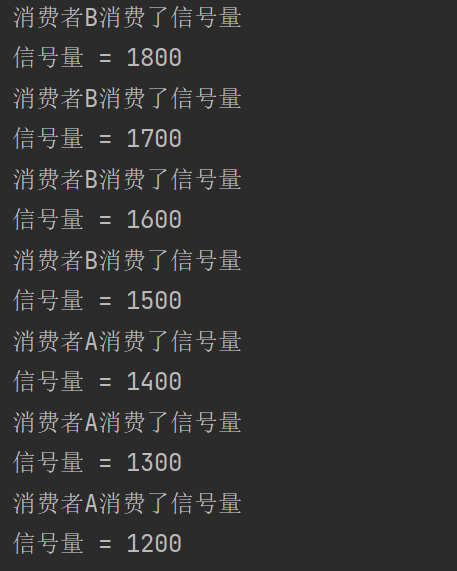 消费者B消费了信号量
信号量 = 1800
消费者B消费了信号量
信号量 = 1700
消费者B消费了信号量
信号量 = 1600
消费者B消费了信号量
信号量 = 1500
消费者A消费了信号量
信号量 = 1400
消费者A消费了信号量
信号量 = 1300
消费者A消费了信号量
信号量 = 1200